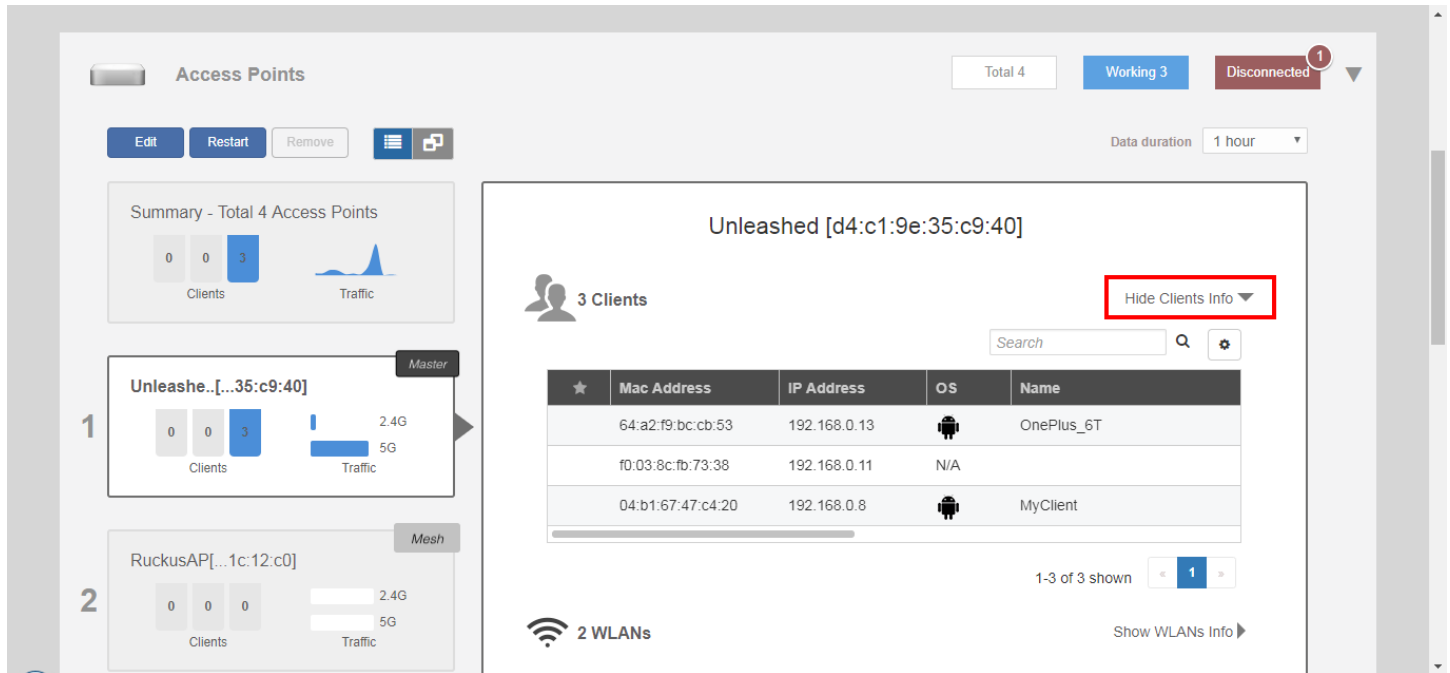 Access Points
Total 4
Working 3
Disconnected
1
Edit
Restart
Remove
Data duration
1 hour
Summary - Total 4 Access Points
0 0 3
Clients
Traffic
1
Master
Unleashe..[...35:c9:40]
0 0 3
2.4G
5G
Clients
Traffic
2
Mesh
RuckusAP[...1c:12:c0]
0 0 0
2.4G
5G
Clients
Traffic
Unleashed [d4:c1:9e:35:c9:40]
3 Clients
Hide Clients Info
Search
Mac Address IP Address OS Name
64:a2:f9:bc:cb:53 192.168.0.13 OnePlus_6T
f0:03:8c:fb:73:38 192.168.0.11 N/A
04:b1:67:47:c4:20 192.168.0.8 MyClient
1-3 of 3 shown « 1 »
2 WLANs
Show WLANs Info